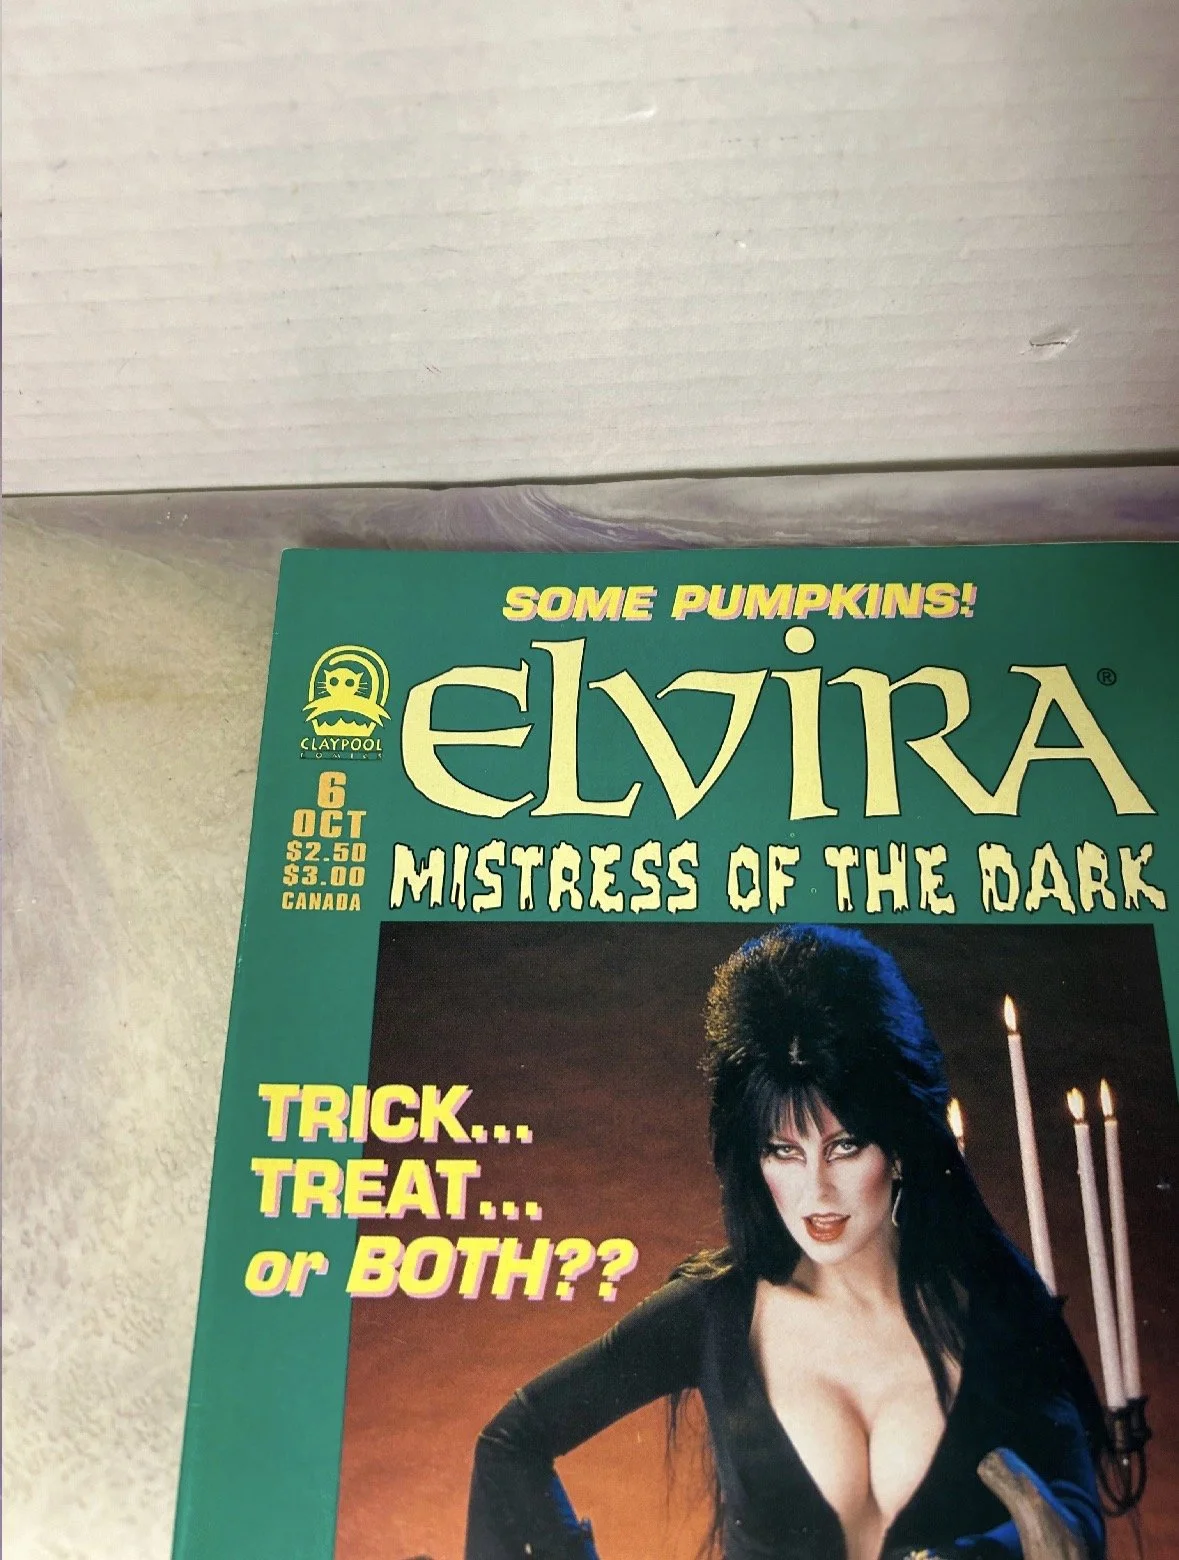 SOME PUMPKINS!
ELVIRA ®
MISTRESS OF THE DARK
CLAYPOOL
COMICS
6
OCT
$2.50
$3.00
CANADA
TRICK...
TREAT...
or BOTH??